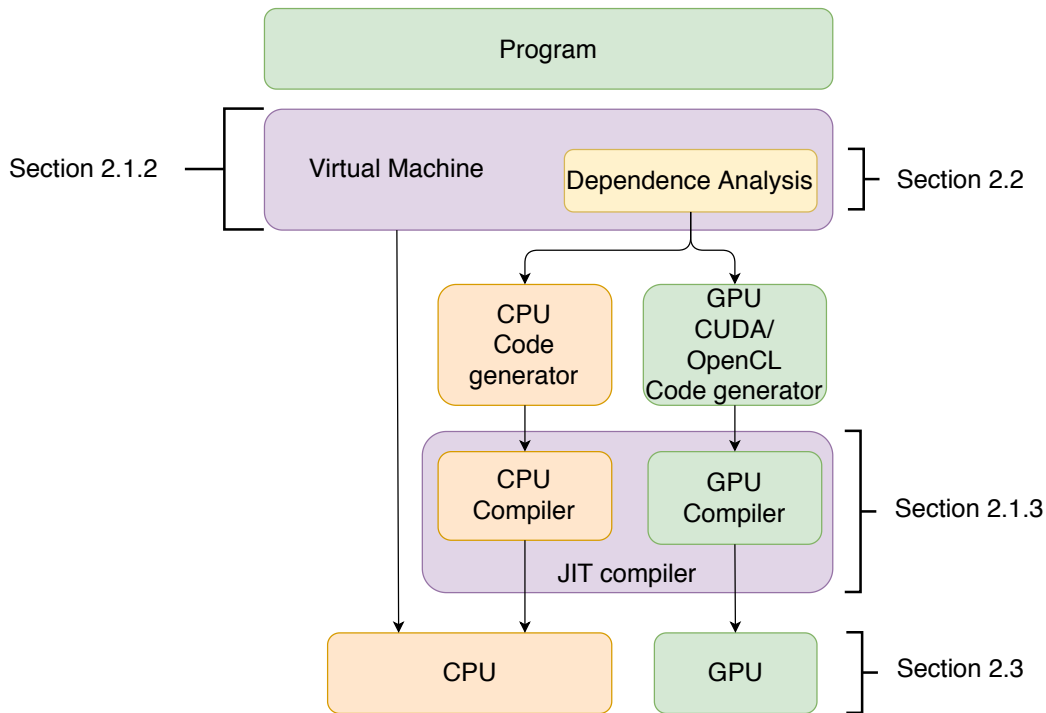 Program
Section 2.1.2
Virtual Machine
Dependence Analysis
Section 2.2
CPU
Code
generator
GPU
CUDA/
OpenCL
Code generator
CPU
Compiler
GPU
Compiler
Section 2.1.3
JIT compiler
CPU
GPU
Section 2.3